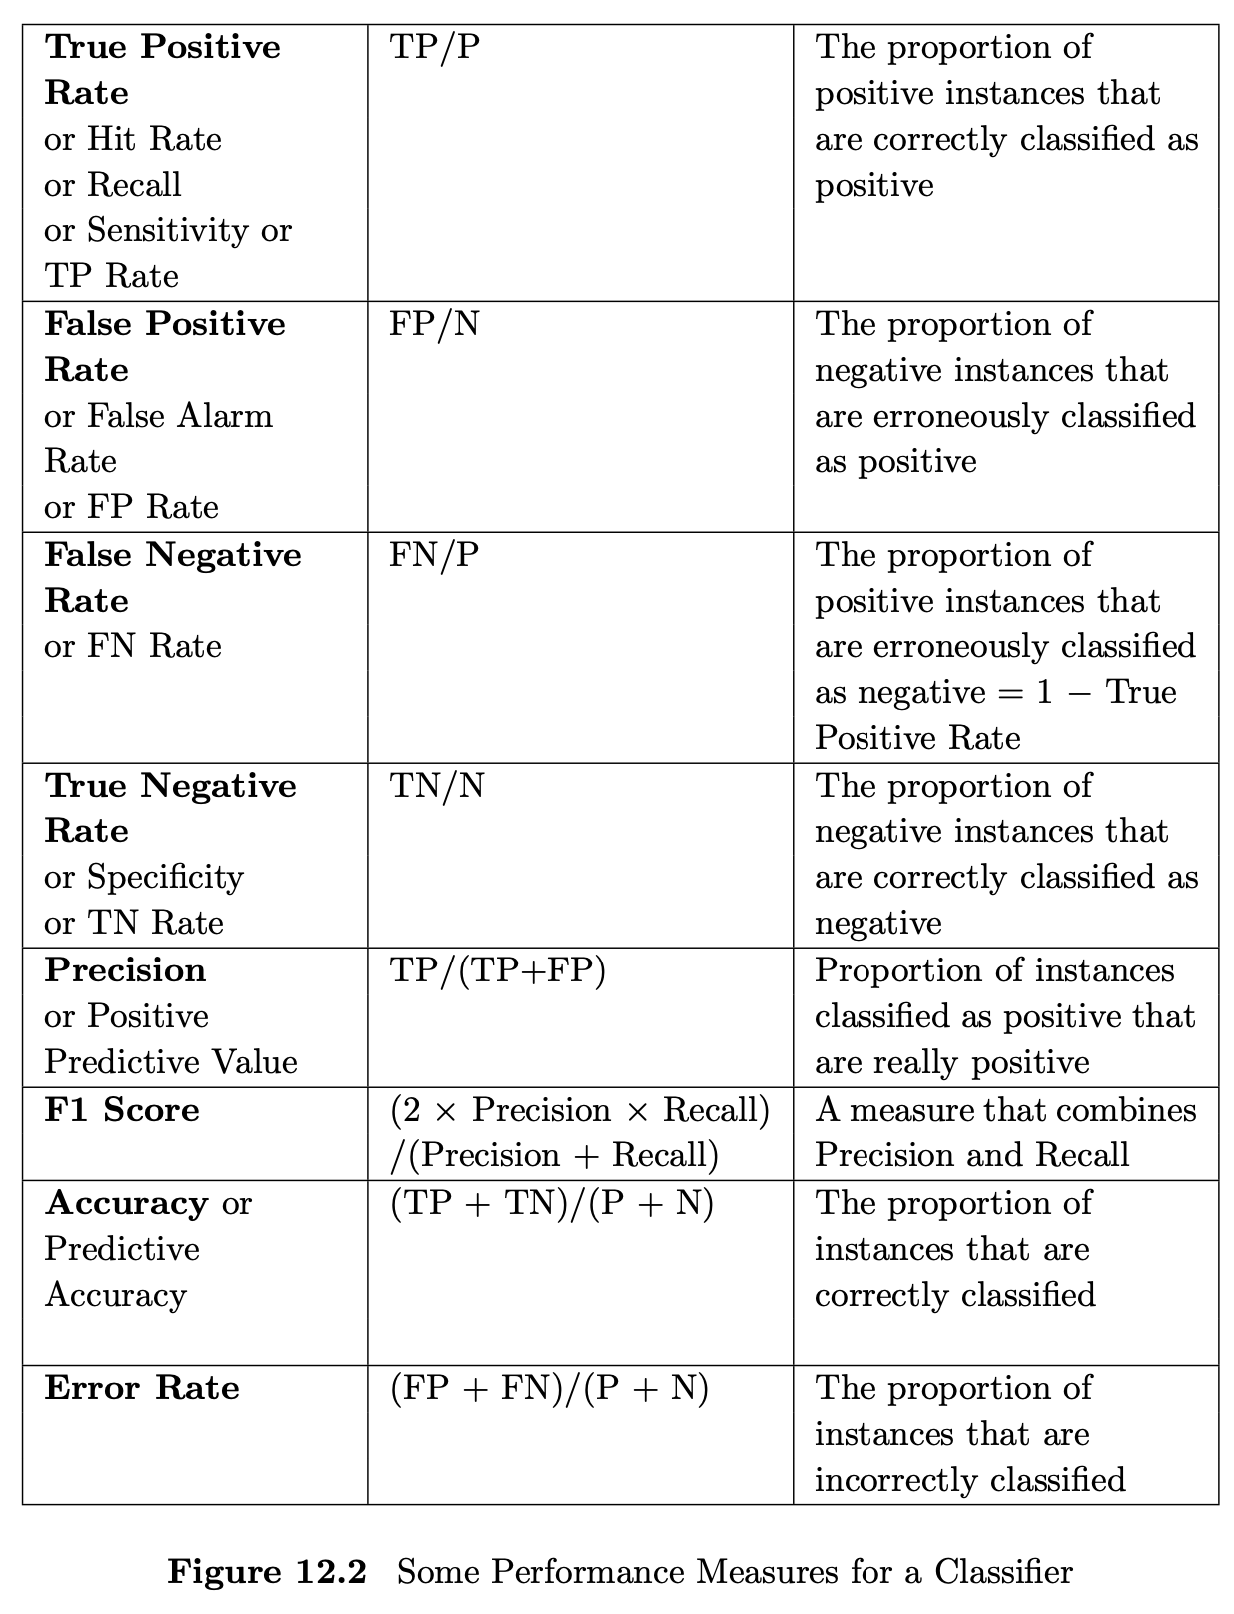 True Positive
Rate
or Hit Rate
or Recall
or Sensitivity or
TP Rate
TP/P
The proportion of
positive instances that
are correctly classified as
positive
False Positive
Rate
or False Alarm
Rate
or FP Rate
FP/N
The proportion of
negative instances that
are erroneously classified
as positive
False Negative
Rate
or FN Rate
FN/P
The proportion of
positive instances that
are erroneously classified
as negative = 1 − True
Positive Rate
True Negative
Rate
or Specificity
or TN Rate
TN/N
The proportion of
negative instances that
are correctly classified as
negative
Precision
or Positive
Predictive Value
TP/(TP+FP)
Proportion of instances
classified as positive that
are really positive
F1 Score
(2 × Precision × Recall)
/(Precision + Recall)
A measure that combines
Precision and Recall
Accuracy or
Predictive
Accuracy
(TP + TN)/(P + N)
The proportion of
instances that are
correctly classified
Error Rate
(FP + FN)/(P + N)
The proportion of
instances that are
incorrectly classified
Figure 12.2 Some Performance Measures for a Classifier